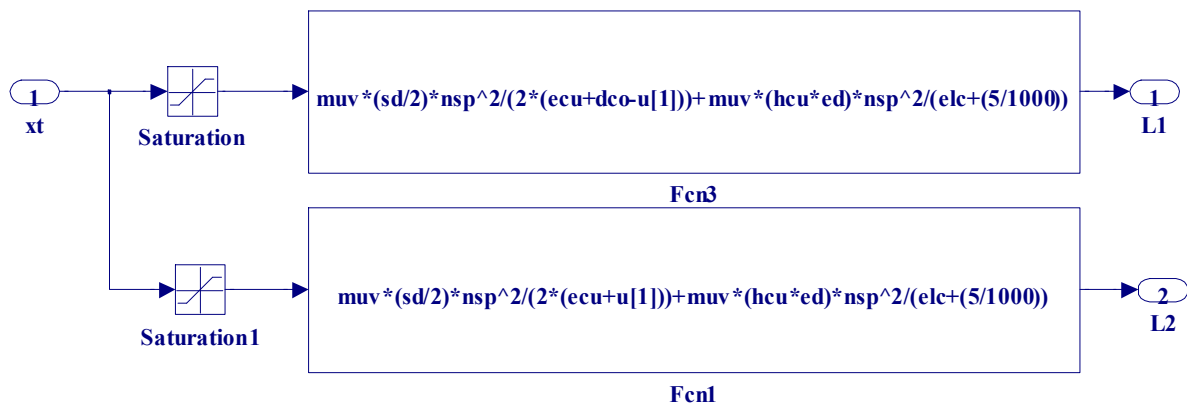 1
xt
Saturation
muv*(sd/2)*nsp^2/(2*(ecu+dco-u[1]))+muv*(hcu*ed)*nsp^2/(elc+(5/1000))
Fcn3
1
L1
Saturation1
muv*(sd/2)*nsp^2/(2*(ecu+u[1]))+muv*(hcu*ed)*nsp^2/(elc+(5/1000))
Fcn1
2
L2